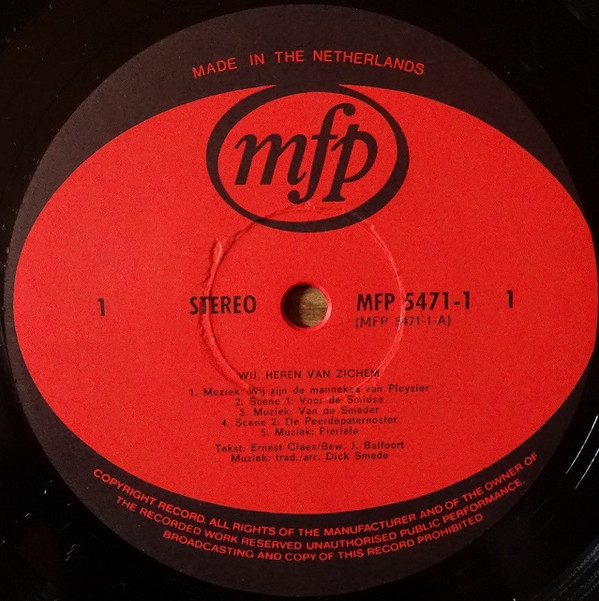 MADE IN THE NETHERLANDS
mfp
1 STEREO MFP 5471-1 1
(MFP 5471-1-A)
WIJ, HEREN VAN ZICHEM
1. Muziek: Wij zijn de mannekes van Pleyzier
2. Scene 1: Voor de Smidse
3. Muziek: Van de Smeder
4. Scene 2: De Peerdepaternoster
5. Muziek: Fierlala
Tekst: Ernest Claes/Bew. J. Balfoort
Muziek: trad./arr. Dick Smede
COPYRIGHT RECORD. ALL RIGHTS OF THE MANUFACTURER AND OF THE OWNER OF
THE RECORDED WORK RESERVED UNAUTHORISED PUBLIC PERFORMANCE.
BROADCASTING AND COPY OF THIS RECORD PROHIBITED